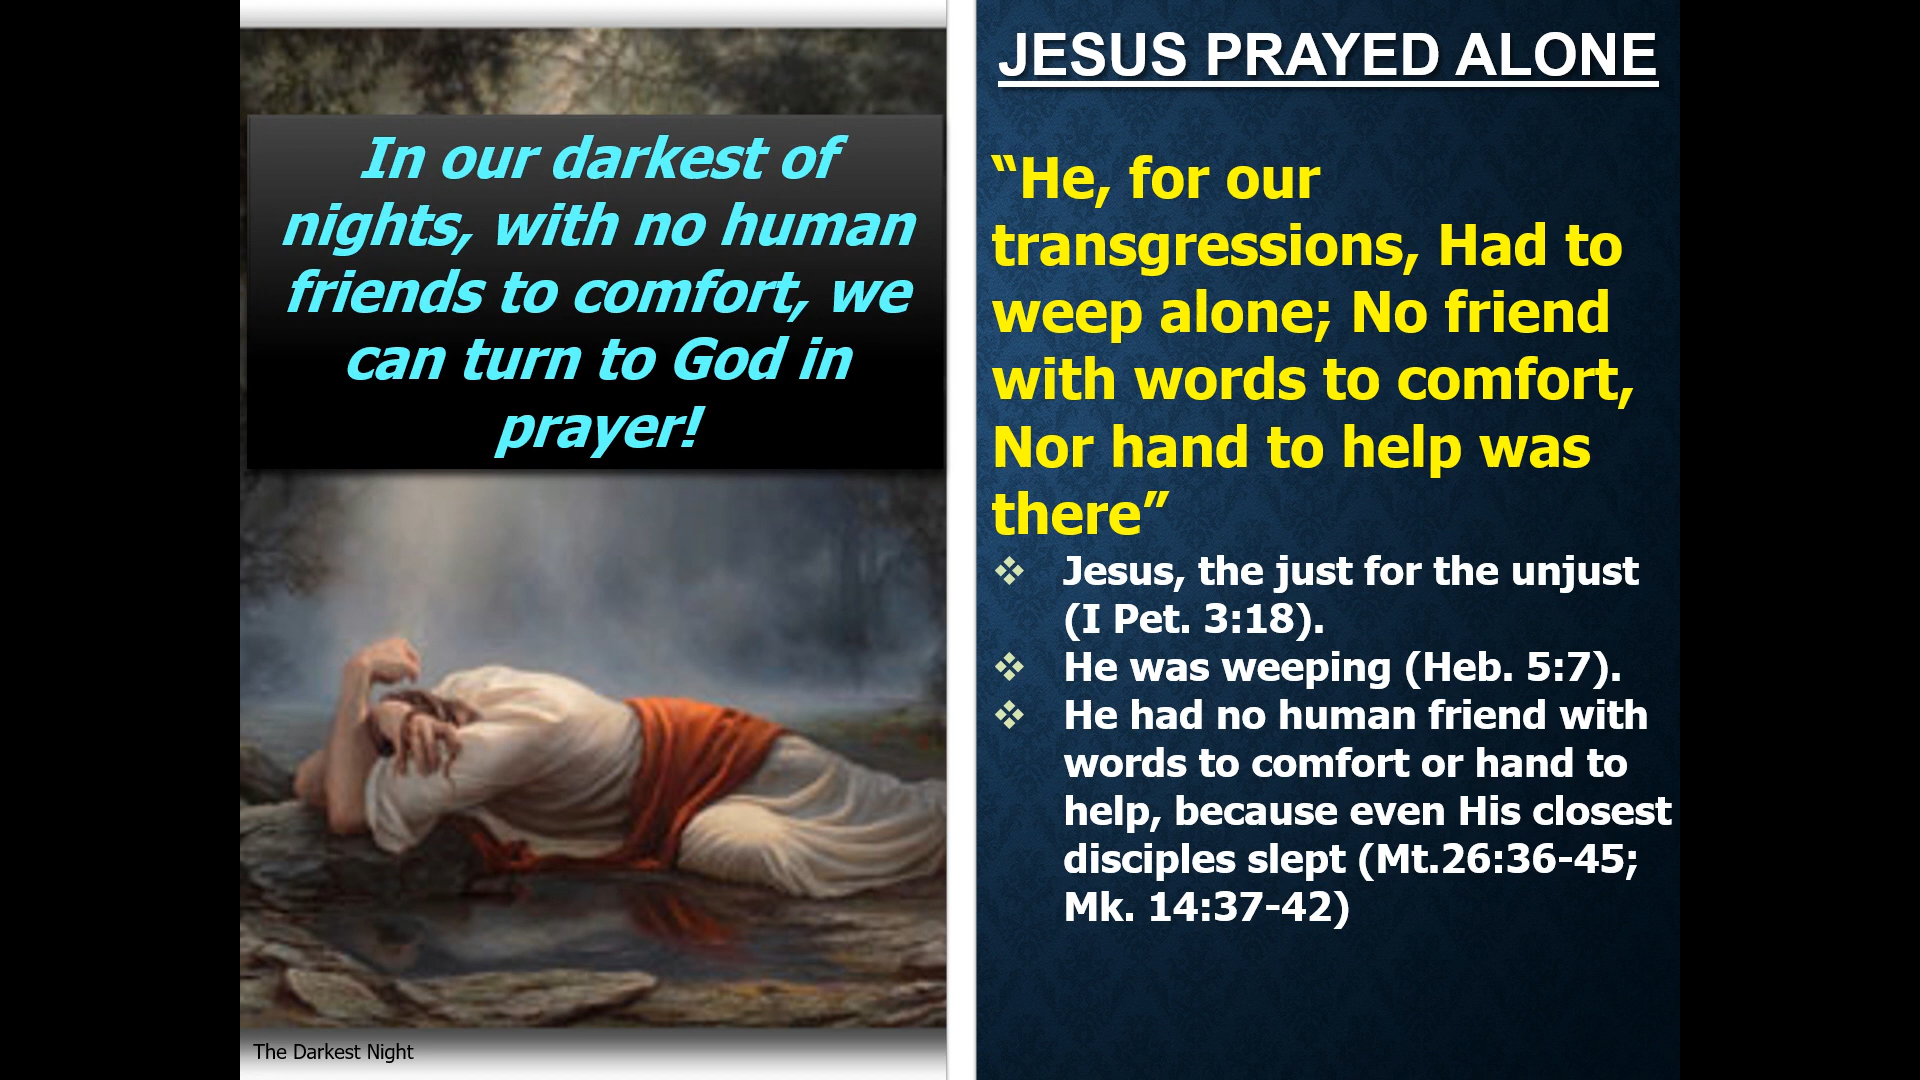 In our darkest of
nights, with no human
friends to comfort, we
can turn to God in
prayer!
The Darkest Night
JESUS PRAYED ALONE
“He, for our
transgressions, Had to
weep alone; No friend
with words to comfort,
Nor hand to help was
there”
❖ Jesus, the just for the unjust
(I Pet. 3:18).
❖ He was weeping (Heb. 5:7).
❖ He had no human friend with
words to comfort or hand to
help, because even His closest
disciples slept (Mt.26:36-45;
Mk. 14:37-42)